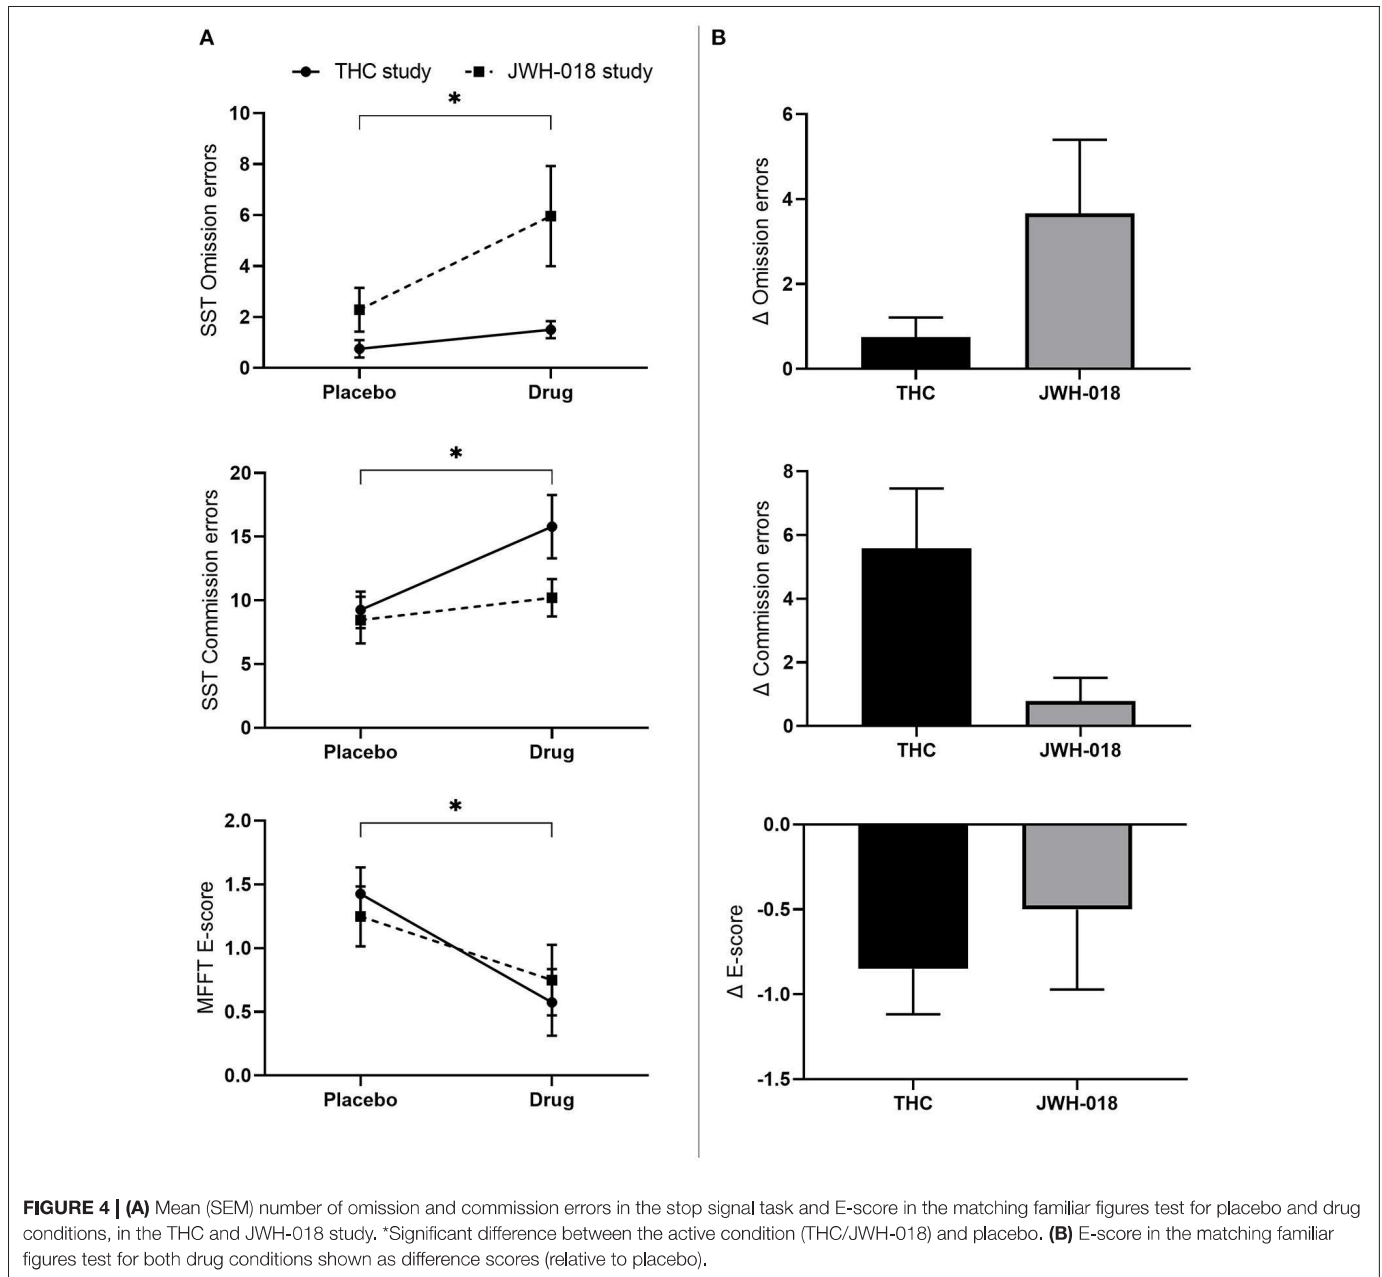 A
THC study JWH-018 study
*
10
8
6
4
2
0
SST Omission errors
Placebo Drug
*
20
15
10
5
0
SST Commission errors
Placebo Drug
*
2.0
1.5
1.0
0.5
0.0
MFFT E-score
Placebo Drug
B
6
4
2
0
Δ Omission errors
THC JWH-018
8
6
4
2
0
Δ Commission errors
THC JWH-018
0.0
-0.5
-1.0
-1.5
Δ E-score
THC JWH-018
FIGURE 4 | (A) Mean (SEM) number of omission and commission errors in the stop signal task and E-score in the matching familiar figures test for placebo and drug
conditions, in the THC and JWH-018 study. *Significant difference between the active condition (THC/JWH-018) and placebo. (B) E-score in the matching familiar
figures test for both drug conditions shown as difference scores (relative to placebo).